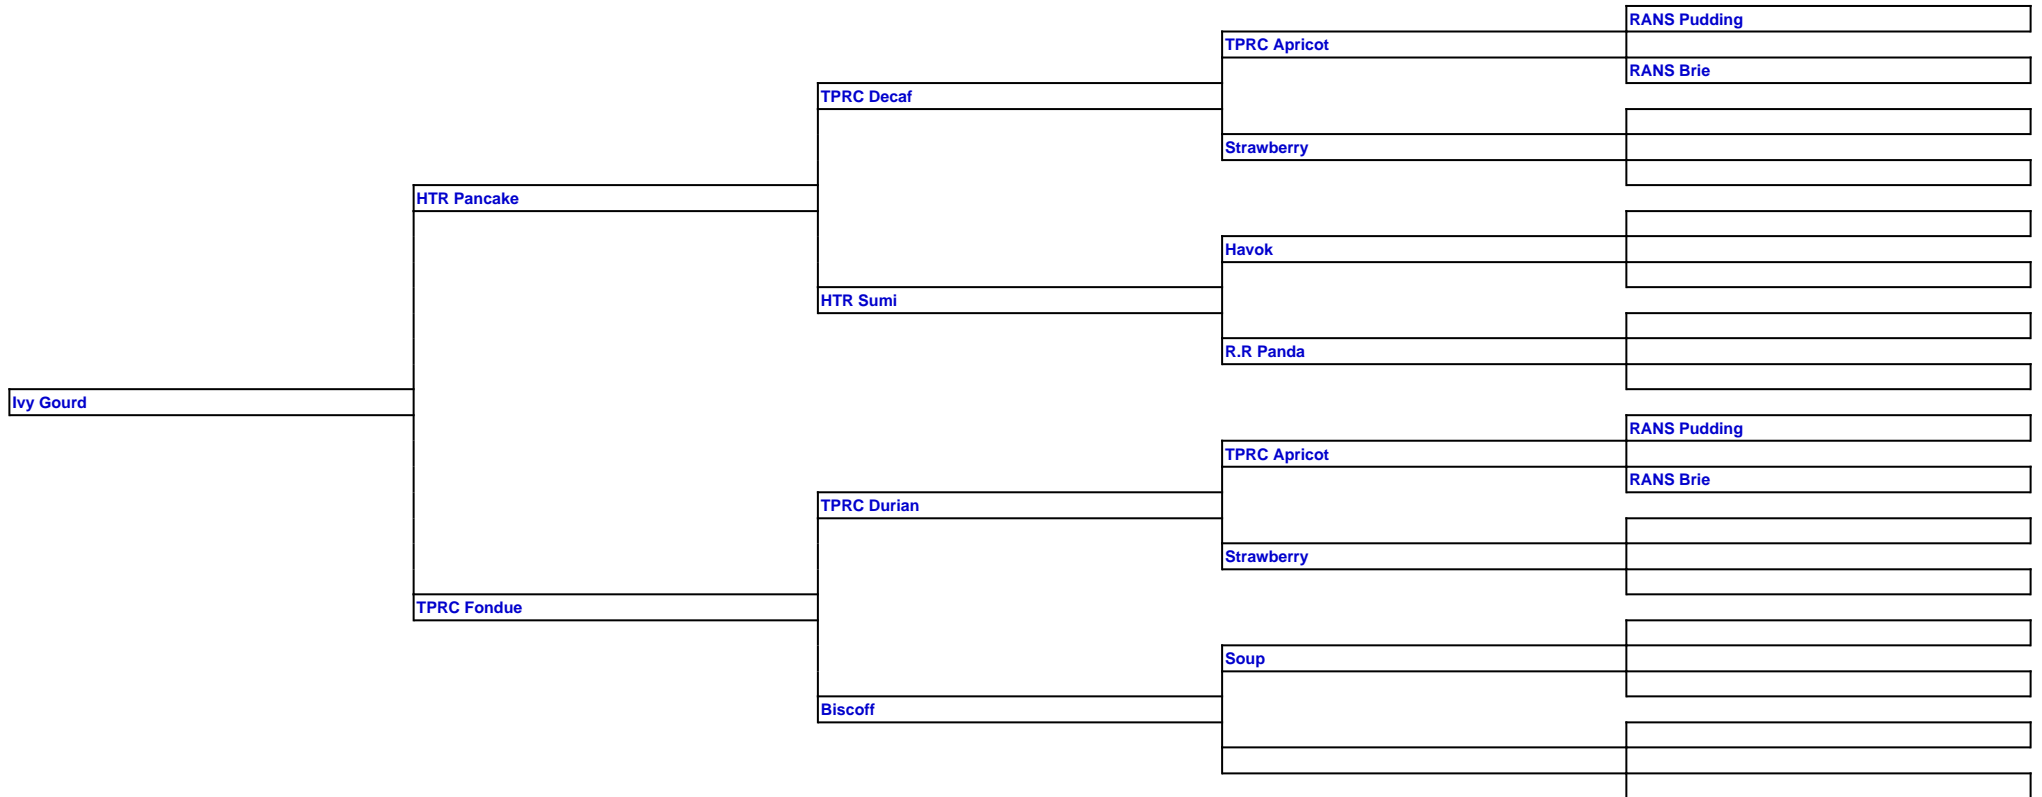 RANS Pudding
TPRC Apricot
RANS Brie
TPRC Decaf
Strawberry
HTR Pancake
Havok
HTR Sumi
R.R Panda
Ivy Gourd
RANS Pudding
TPRC Apricot
RANS Brie
TPRC Durian
Strawberry
TPRC Fondue
Soup
Biscoff